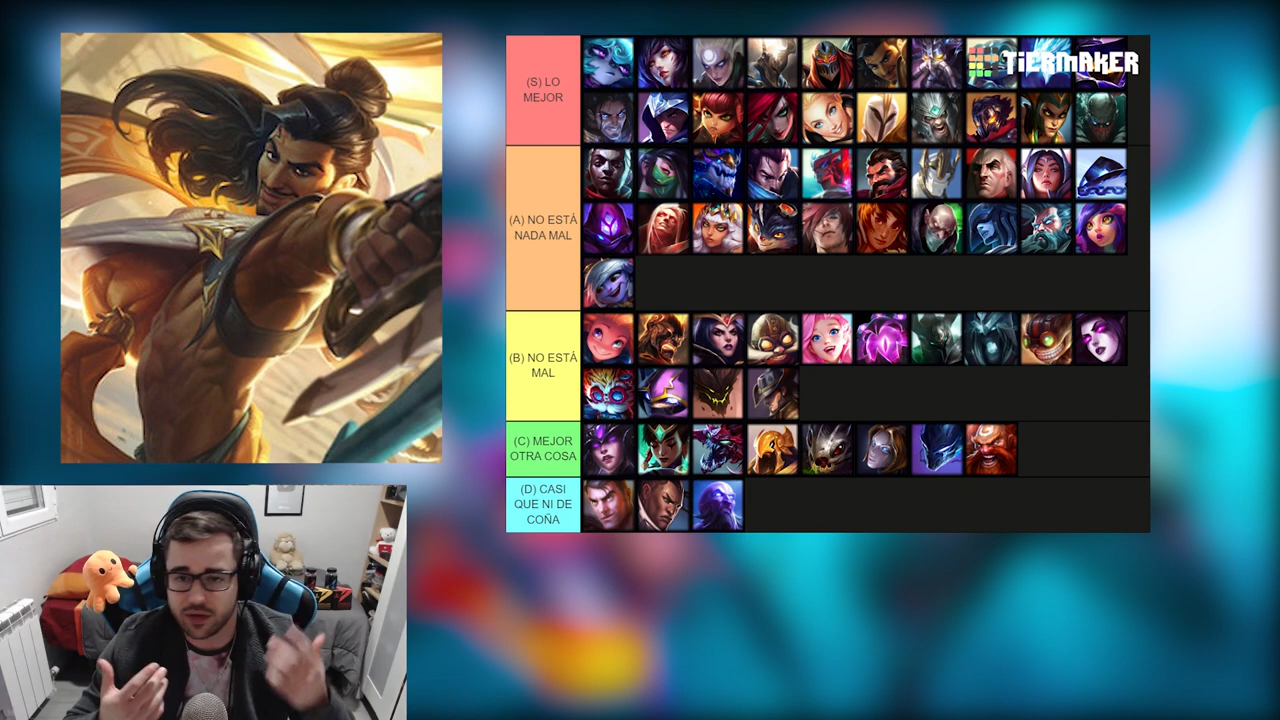 TIERMAKER
(S) LO
MEJOR
(A) NO ESTÁ
NADA MAL
(B) NO ESTÁ
MAL
(C) MEJOR
OTRA COSA
(D) CASI
QUE NI DE
COÑA